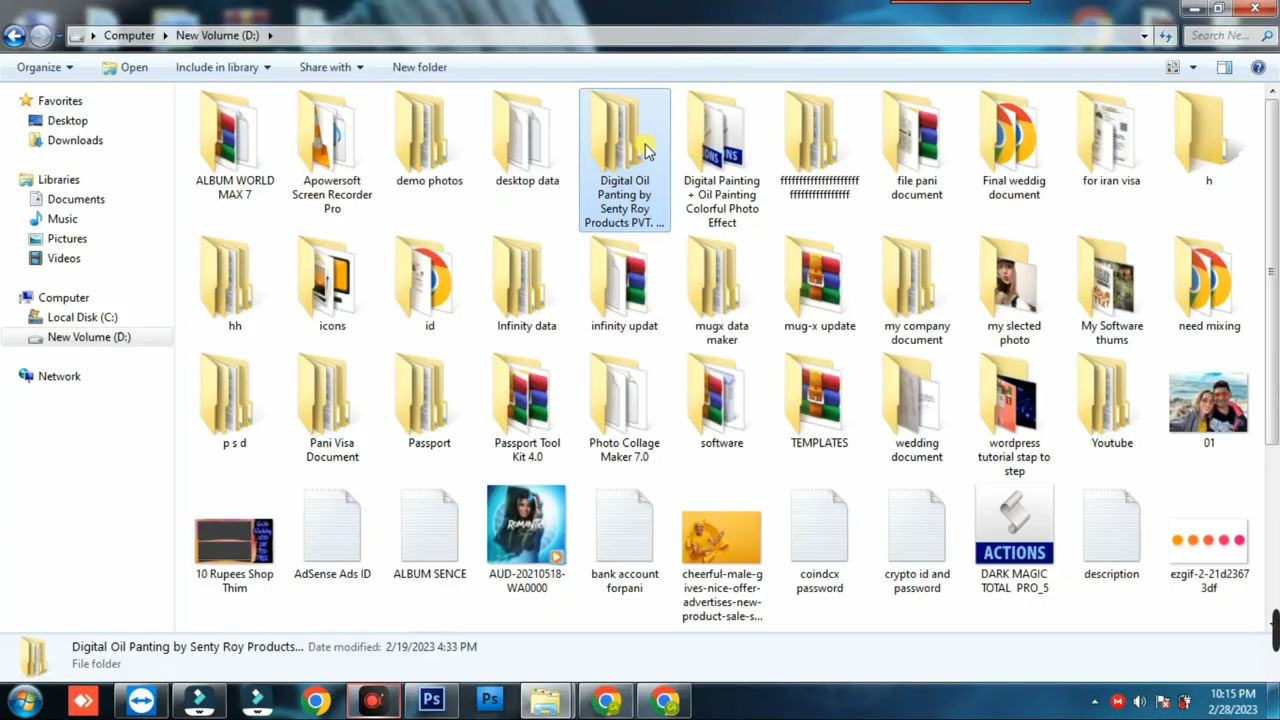 Computer
New Volume (D:)
Search Ne...
Organize
Open
Include in library
Share with
New folder
Favorites
Desktop
Downloads
Libraries
Documents
Music
Pictures
Videos
Computer
Local Disk (C:)
New Volume (D:)
Network
ALBUM WORLD
MAX 7
Apowersoft
Screen Recorder
Pro
demo photos
desktop data
Digital Oil
Panting by
Senty Roy
Products PVT. ...
Digital Painting
+ Oil Painting
Colorful Photo
Effect
fffffffffffffffffffffff
ffffffffffffffffff
file pani
document
Final weddig
document
for iran visa
h
hh
icons
id
Infinity data
infinity updat
mugx data
maker
mug-x update
my company
document
my slected
photo
My Software
thums
need mixing
p s d
Pani Visa
Document
Passport
Passport Tool
Kit 4.0
Photo Collage
Maker 7.0
software
TEMPLATES
wedding
document
wordpress
tutorial stap to
step
Youtube
01
10 Rupees Shop
Thim
AdSense Ads ID
ALBUM SENCE
AUD-20210518-
WA0000
bank account
forpani
cheerful-male-g
ives-nice-offer-
advertises-new-
product-sale-s...
coindcx
password
crypto id and
password
ACTIONS
DARK MAGIC
TOTAL PRO_5
description
ezgif-2-21d2367
3df
Digital Oil Panting by Senty Roy Products... Date modified: 2/19/2023 4:33 PM
File folder
Ps
Ps
10:15 PM
2/28/2023